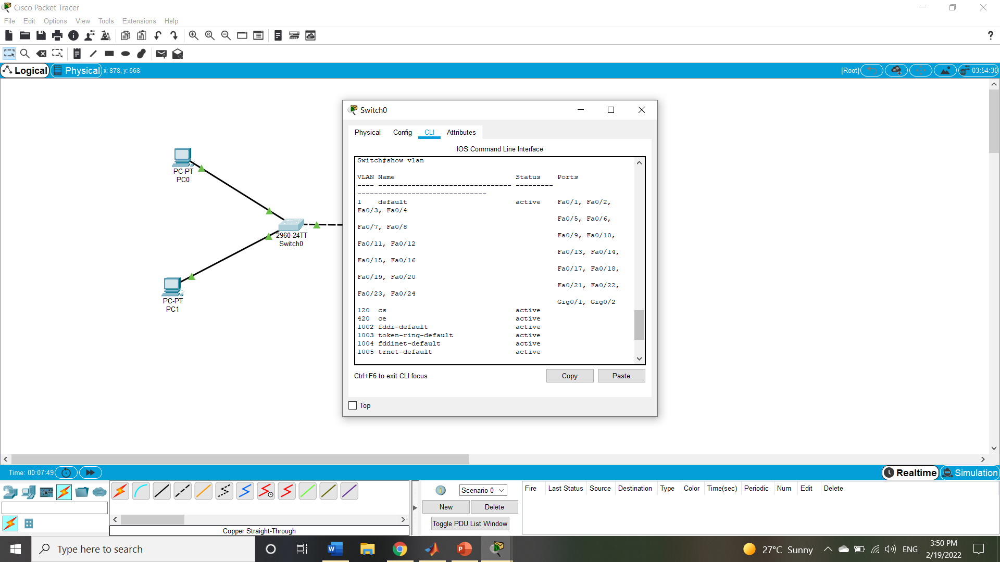 Cisco Packet Tracer
File Edit Options View Tools Extensions Help
?
Logical Physical x: 878, y: 668 [Root] 03:54:30
PC-PT
PC0
2960-24TT
Switch0
PC-PT
PC1
Switch0
Physical Config CLI Attributes
IOS Command Line Interface
Switch#show vlan
VLAN Name Status Ports
---- -------------------------------- ---------
-------------------------------
1 default active Fa0/1, Fa0/2,
Fa0/3, Fa0/4
Fa0/5, Fa0/6,
Fa0/7, Fa0/8
Fa0/9, Fa0/10,
Fa0/11, Fa0/12
Fa0/13, Fa0/14,
Fa0/15, Fa0/16
Fa0/17, Fa0/18,
Fa0/19, Fa0/20
Fa0/21, Fa0/22,
Fa0/23, Fa0/24
Gig0/1, Gig0/2
120 cs active
420 ce active
1002 fddi-default active
1003 token-ring-default active
1004 fddinet-default active
1005 trnet-default active
Ctrl+F6 to exit CLI focus Copy Paste
Top
Time: 00:07:49 Realtime Simulation
Scenario 0
New Delete
Toggle PDU List Window
Fire Last Status Source Destination Type Color Time(sec) Periodic Num Edit Delete
Copper Straight-Through
Type here to search
27°C Sunny ENG
3:50 PM
2/19/2022